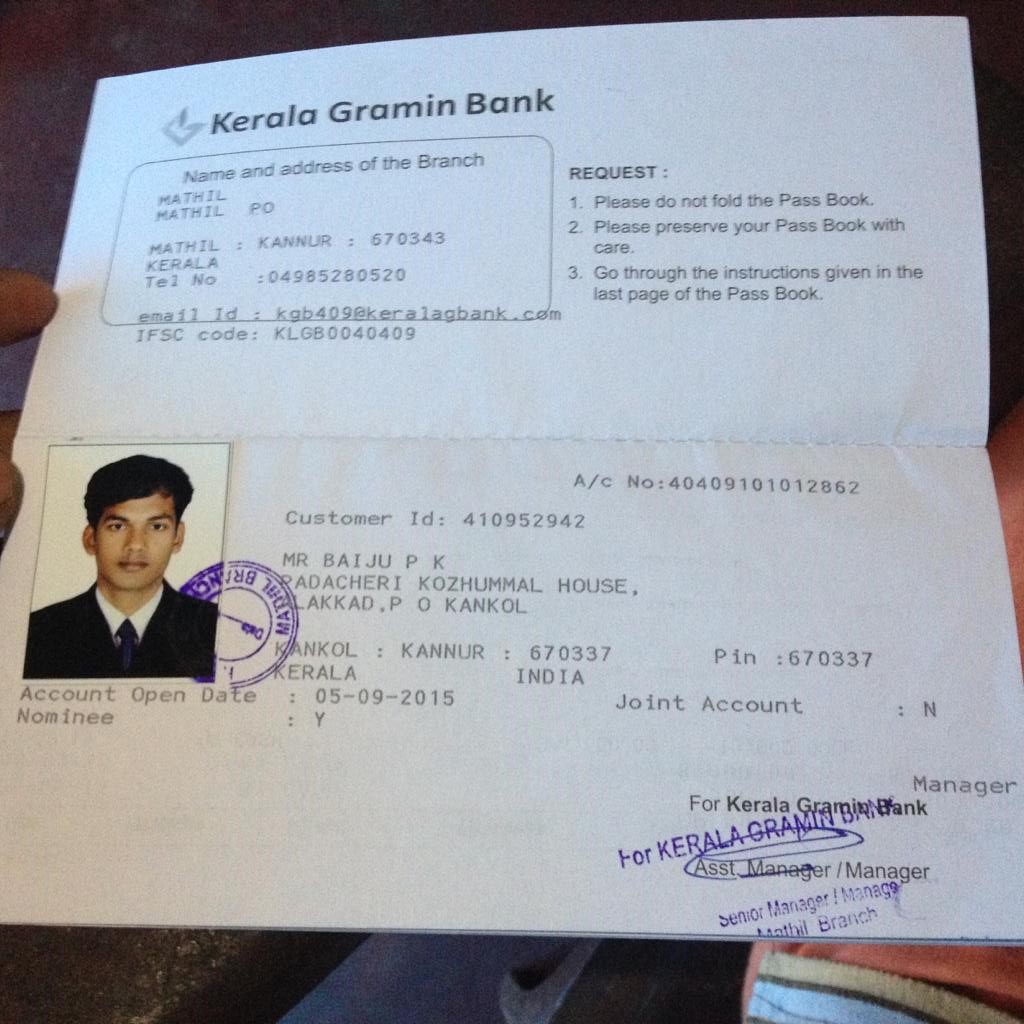 Kerala Gramin Bank
Name and address of the Branch
MATHIL
MATHIL PO
MATHIL : KANNUR : 670343
KERALA
Tel No :04985280520
email Id : kgb409@keralagbank.com
IFSC code: KLGB0040409
REQUEST :
1. Please do not fold the Pass Book.
2. Please preserve your Pass Book with
care.
3. Go through the instructions given in the
last page of the Pass Book.
A/c No:40409101012862
Customer Id: 410952942
MR BAIJU P K
PADACHERI KOZHUMMAL HOUSE,
LAKKAD,P O KANKOL
KANKOL : KANNUR : 670337 Pin :670337
KERALA INDIA
Account Open Date : 05-09-2015 Joint Account : N
Nominee : Y
MATHIL BRANCH
Manager
For Kerala Gramin Bank
For KERALA GRAMIN BANK
Asst. Manager / Manager
Senior Manager / Manage
Mathil Branch